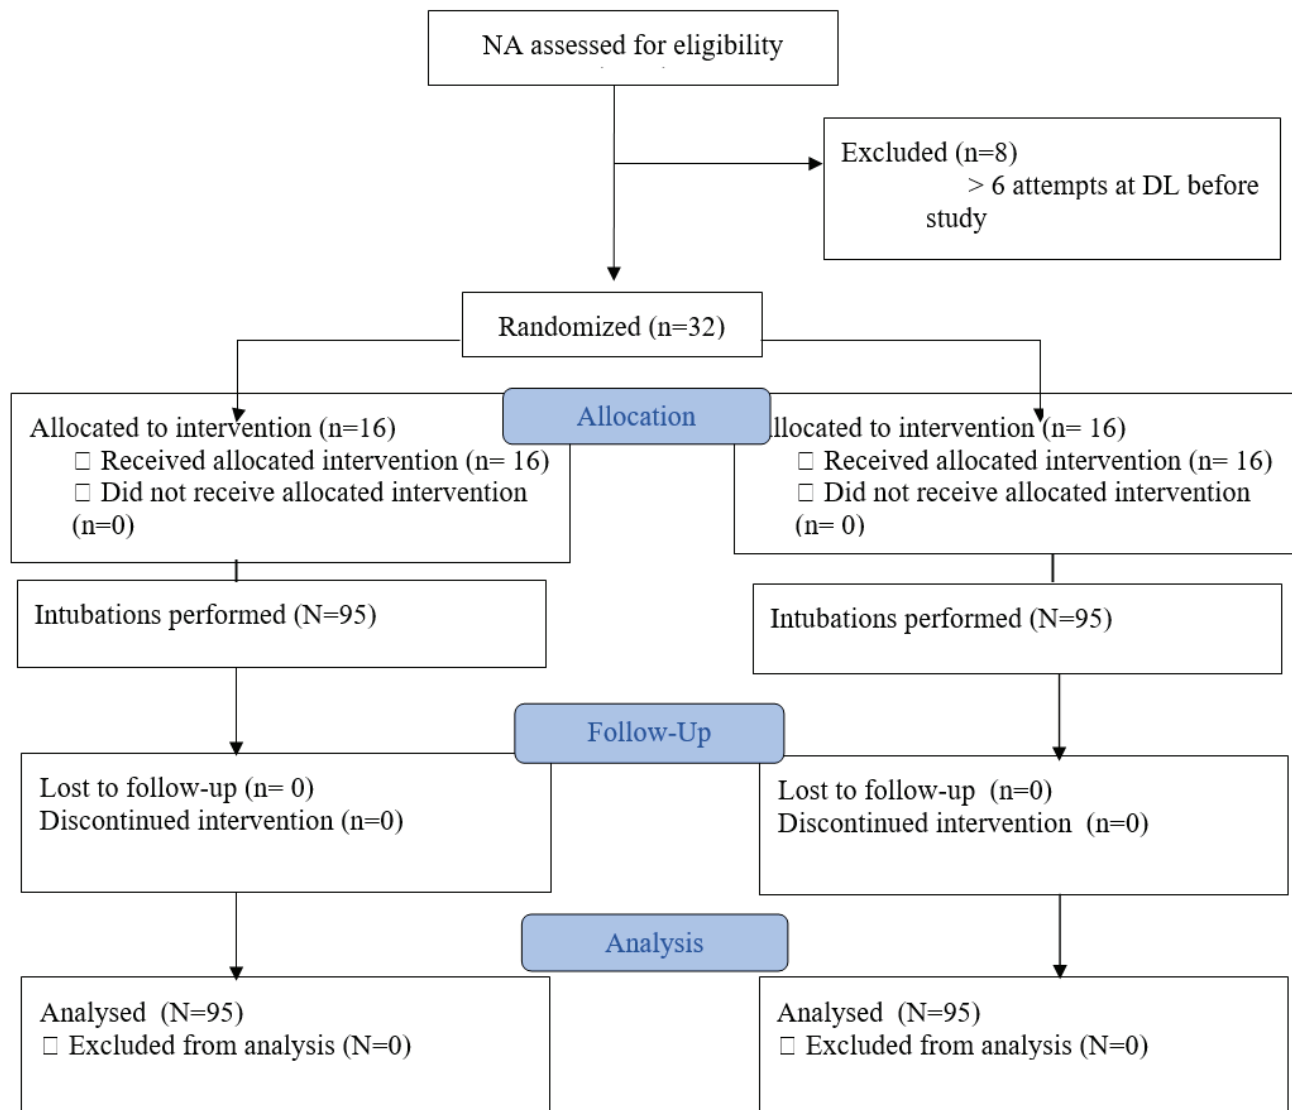 NA assessed for eligibility
Excluded (n=8)
> 6 attempts at DL before
study
Randomized (n=32)
Allocation
Allocated to intervention (n=16)
□ Received allocated intervention (n= 16)
□ Did not receive allocated intervention
(n=0)
llocated to intervention (n= 16)
□ Received allocated intervention (n= 16)
□ Did not receive allocated intervention
(n= 0)
Intubations performed (N=95)
Intubations performed (N=95)
Follow-Up
Lost to follow-up (n= 0)
Discontinued intervention (n=0)
Lost to follow-up (n=0)
Discontinued intervention (n=0)
Analysis
Analysed (N=95)
□ Excluded from analysis (N=0)
Analysed (N=95)
□ Excluded from analysis (N=0)